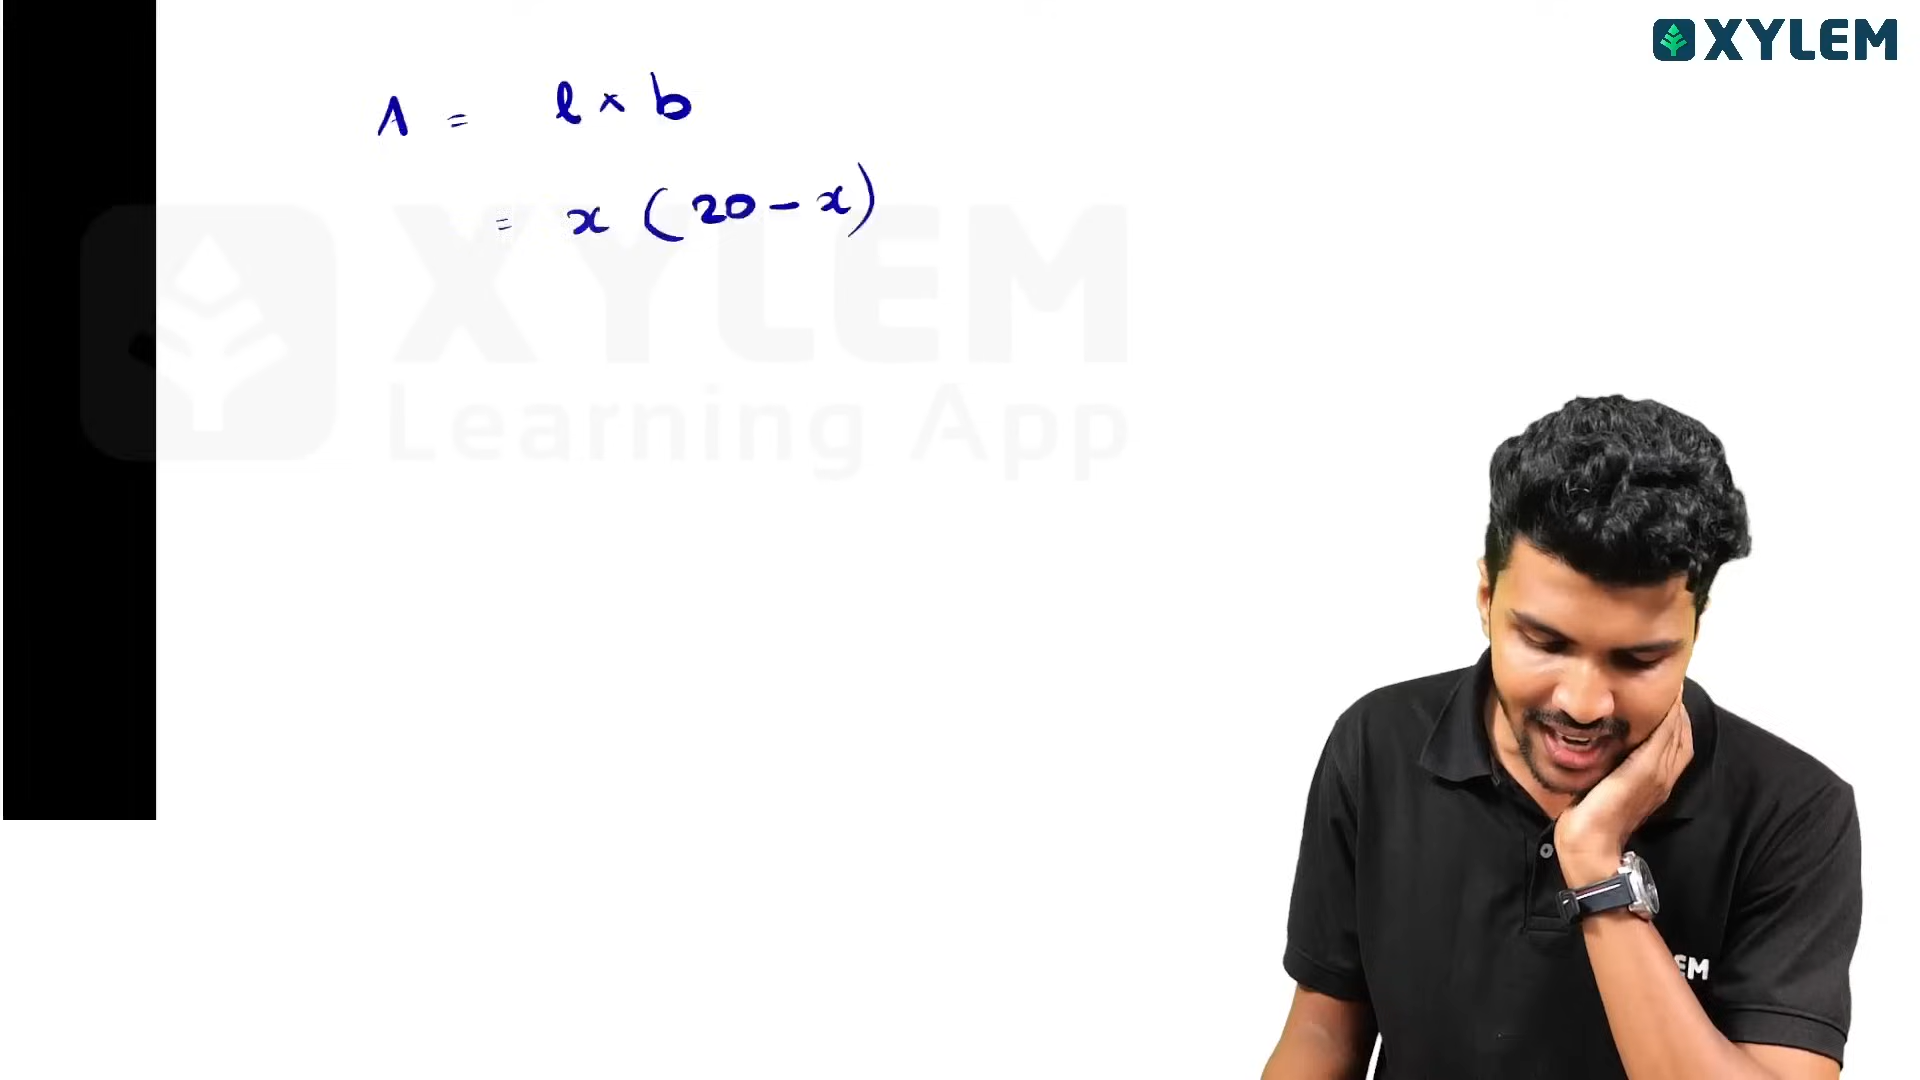 XYLEM
A = l × b
= x (20 - x)
XYLEM
Learning App
EM